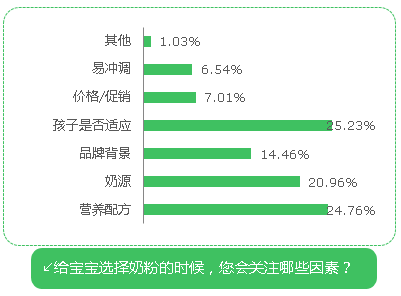 其他 1.03%
易冲调 6.54%
价格/促销 7.01%
孩子是否适应 25.23%
品牌背景 14.46%
奶源 20.96%
营养配方 24.76%
↙给宝宝选择奶粉的时候，您会关注哪些因素？